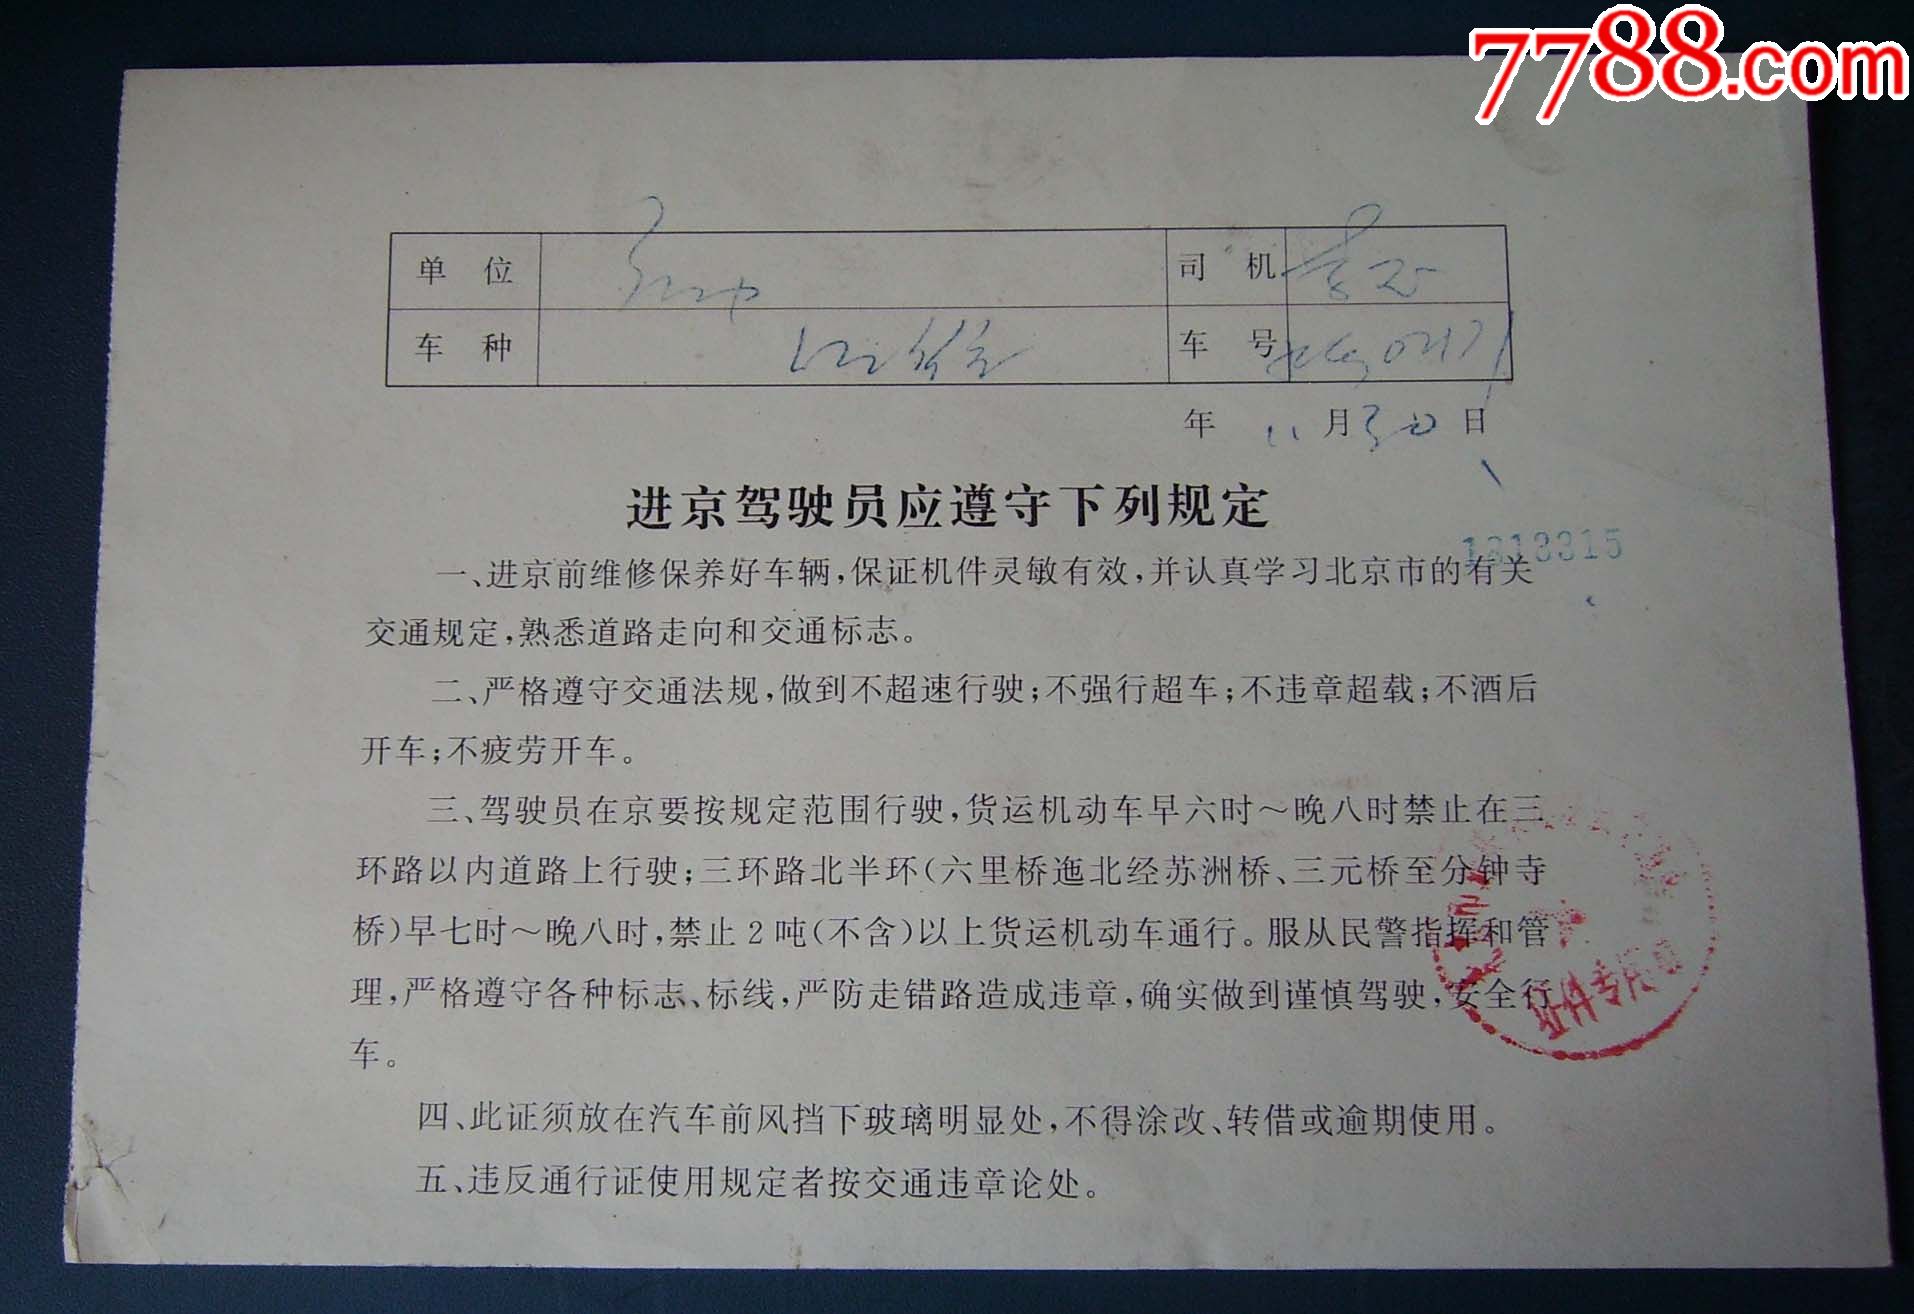 7788.com
单 位 司 机
车 种 车 号
年 11 月 30 日
进京驾驶员应遵守下列规定
1313315
一、进京前维修保养好车辆,保证机件灵敏有效,并认真学习北京市的有关
交通规定,熟悉道路走向和交通标志。
二、严格遵守交通法规,做到不超速行驶;不强行超车;不违章超载;不酒后
开车;不疲劳开车。
三、驾驶员在京要按规定范围行驶,货运机动车早六时～晚八时禁止在三
环路以内道路上行驶;三环路北半环(六里桥迤北经苏洲桥、三元桥至分钟寺
桥)早七时～晚八时,禁止2吨(不含)以上货运机动车通行。服从民警指挥和管
理,严格遵守各种标志、标线,严防走错路造成违章,确实做到谨慎驾驶,安全行
车。
证件专用章
四、此证须放在汽车前风挡下玻璃明显处,不得涂改、转借或逾期使用。
五、违反通行证使用规定者按交通违章论处。